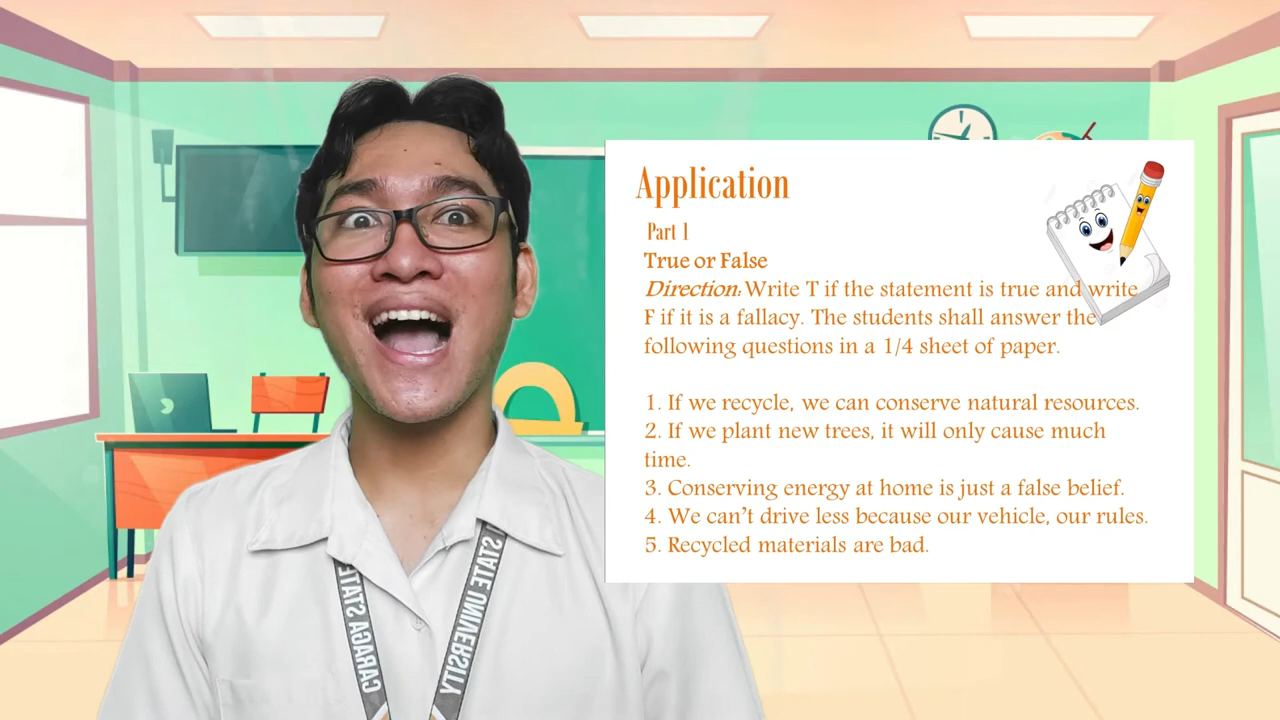 Application
Part 1
True or False
Direction: Write T if the statement is true and write
F if it is a fallacy. The students shall answer the
following questions in a 1/4 sheet of paper.
1. If we recycle, we can conserve natural resources.
2. If we plant new trees, it will only cause much
time.
3. Conserving energy at home is just a false belief.
4. We can’t drive less because our vehicle, our rules.
5. Recycled materials are bad.
CARAGA STATE
STATE UNIVERSITY